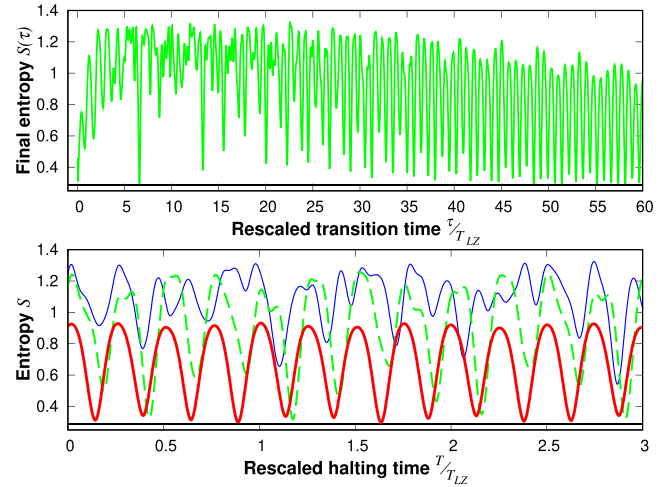 1.4
1.2
1
0.8
0.6
0.4
Final entropy S(τ)
0 5 10 15 20 25 30 35 40 45 50 55 60
Rescaled transition time τ/T_LZ
1.4
1.2
1
0.8
0.6
0.4
Entropy S
0 0.5 1 1.5 2 2.5 3
Rescaled halting time T/T_LZ